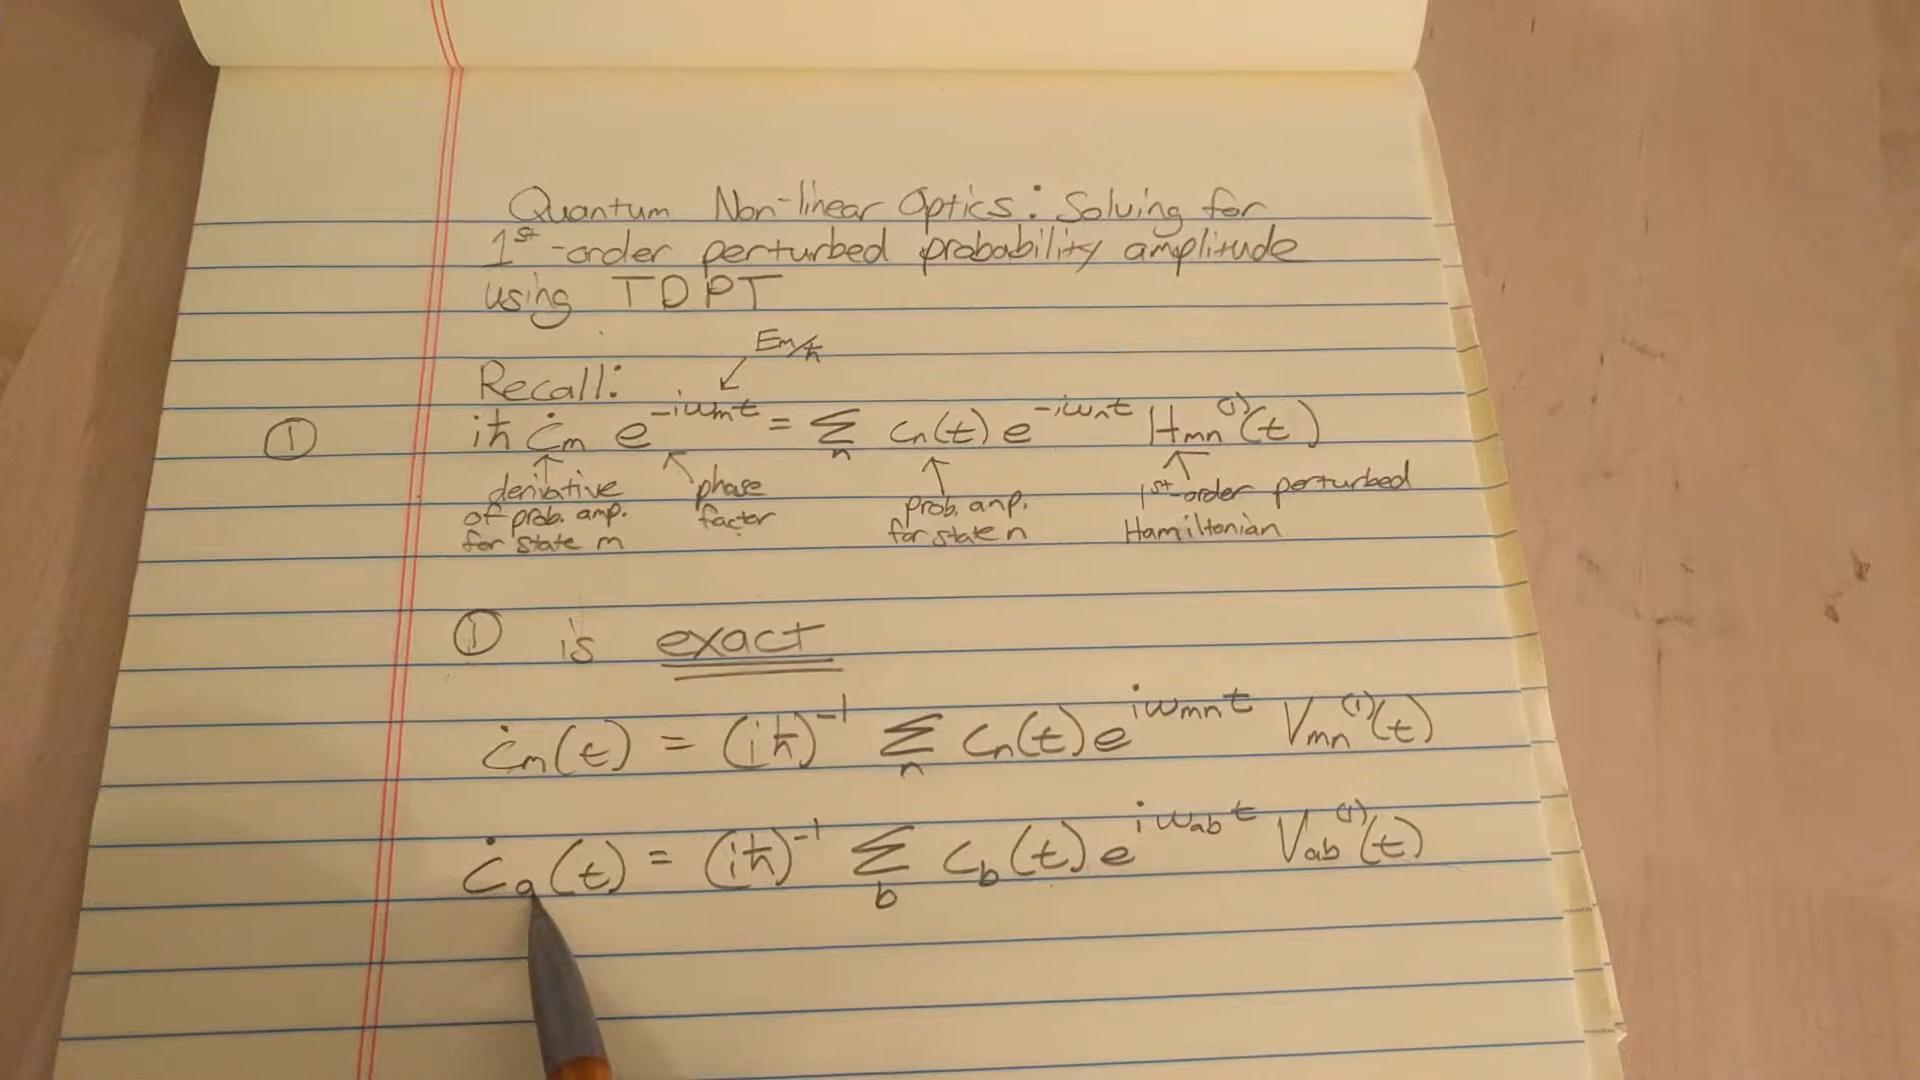 Quantum Non-linear Optics: Solving for
1st-order perturbed probability amplitude
using TDPT
Em/ħ
Recall:
① iħ ċm e^-iωmt = Σn cn(t) e^-iωnt Hmn^(1)(t)
derivative of prob. amp. for state m
phase factor
prob. amp. for state n
1st-order perturbed Hamiltonian
① is exact
ċm(t) = (iħ)^-1 Σn cn(t) e^iωmnt Vmn^(1)(t)
ċa(t) = (iħ)^-1 Σb cb(t) e^iωabt Vab^(1)(t)